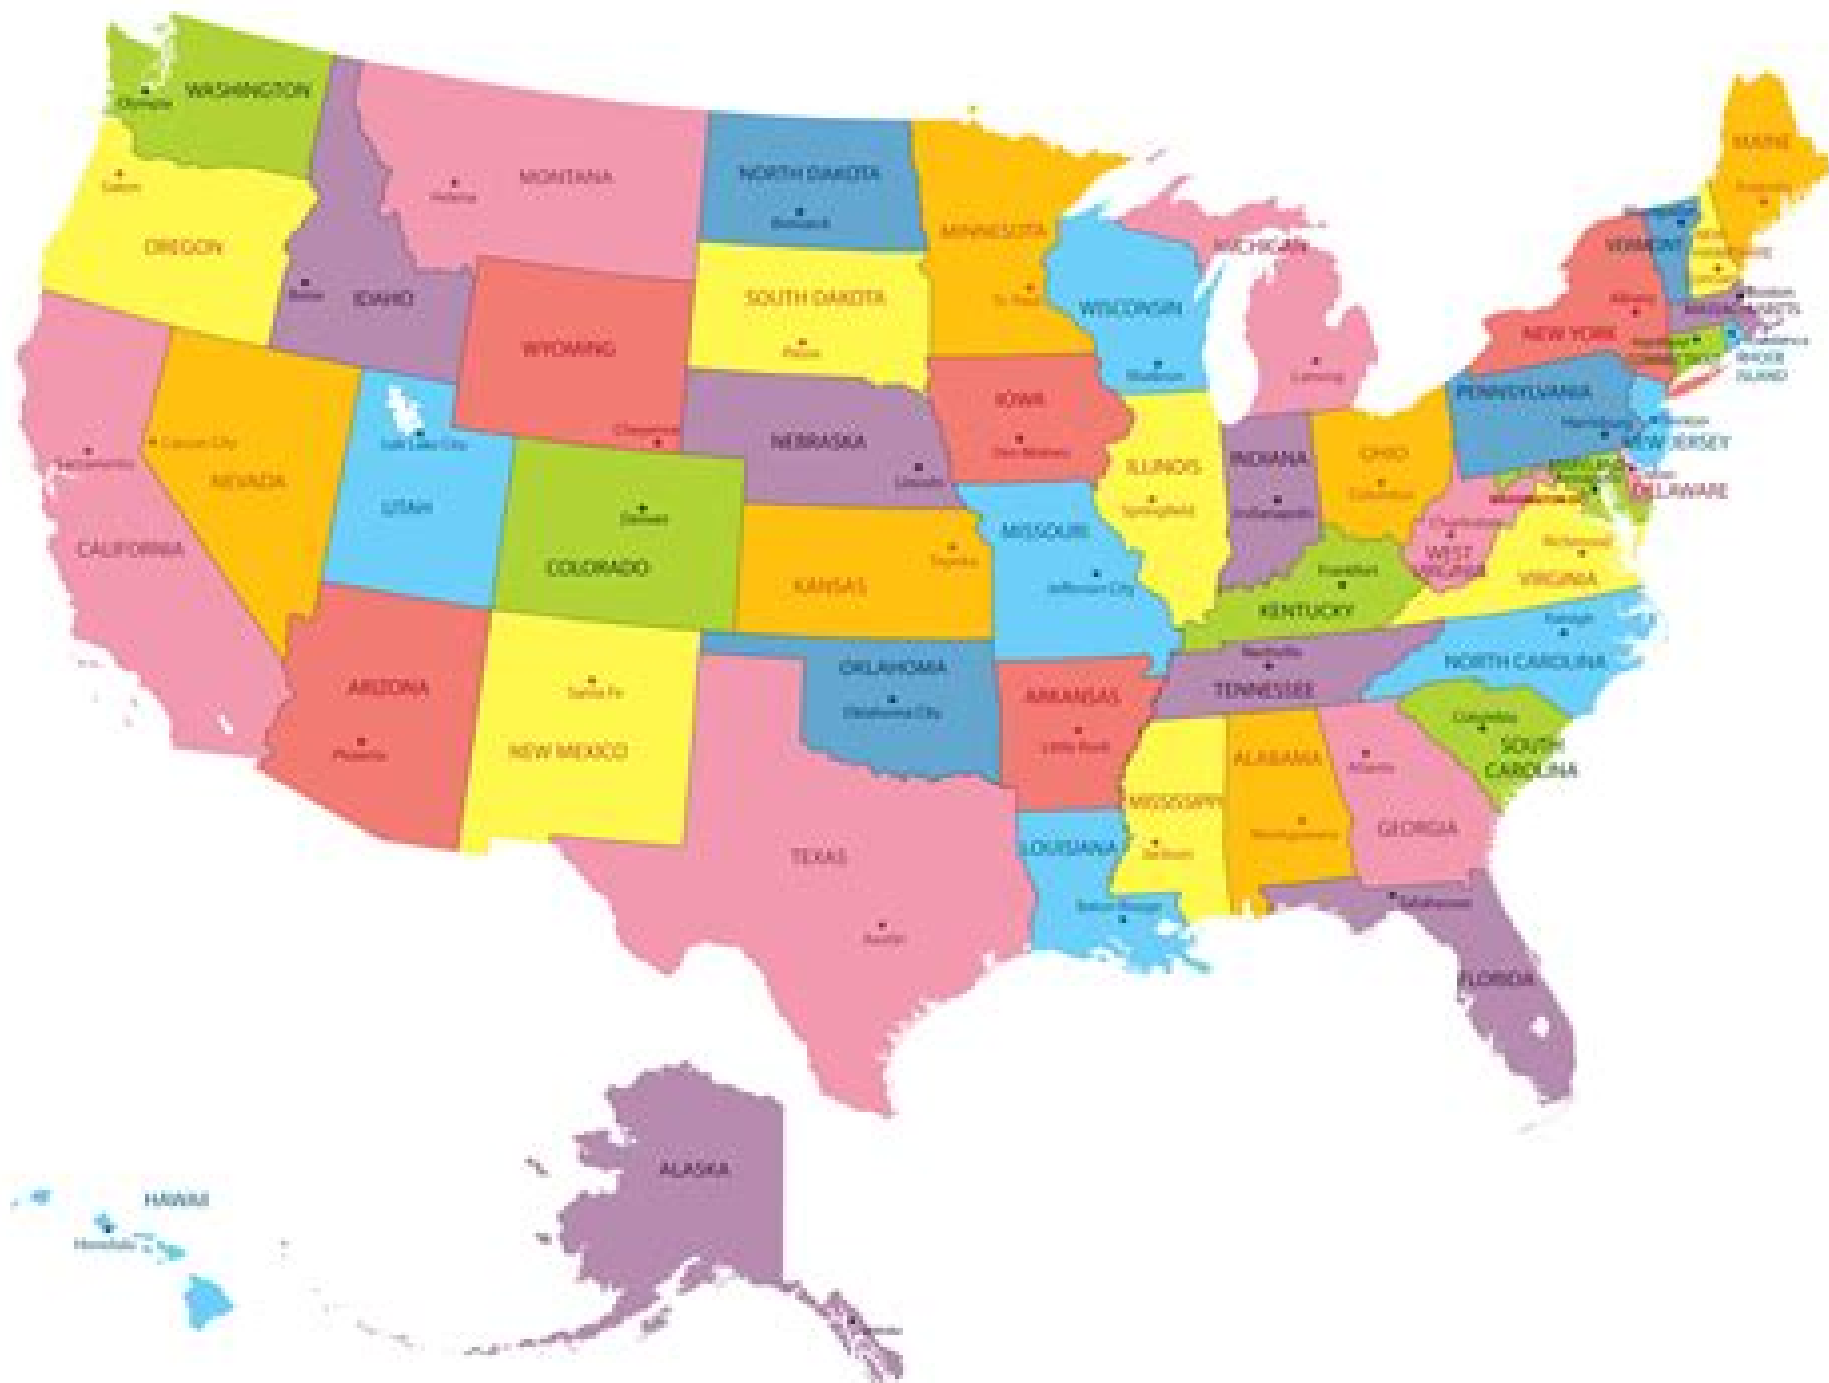 WASHINGTON
Olympia
MONTANA
Helena
NORTH DAKOTA
Bismarck
MINNESOTA
St. Paul
MAINE
Salem
OREGON
IDAHO
Boise
WYOMING
Cheyenne
SOUTH DAKOTA
Pierre
WISCONSIN
Madison
MICHIGAN
Lansing
VERMONT
NEW YORK
Albany
MASSACHUSETTS
Boston
RHODE
ISLAND
Carson City
NEVADA
Sacramento
CALIFORNIA
Salt Lake City
UTAH
Denver
COLORADO
NEBRASKA
Lincoln
IOWA
Des Moines
ILLINOIS
Springfield
INDIANA
Indianapolis
OHIO
Columbus
PENNSYLVANIA
Harrisburg
NEW JERSEY
DELAWARE
Topeka
KANSAS
MISSOURI
Jefferson City
Frankfort
KENTUCKY
Charleston
WEST
VIRGINIA
Richmond
VIRGINIA
ARIZONA
Phoenix
Santa Fe
NEW MEXICO
OKLAHOMA
Oklahoma City
ARKANSAS
Little Rock
Nashville
TENNESSEE
Raleigh
NORTH CAROLINA
Columbia
SOUTH
CAROLINA
TEXAS
Austin
LOUISIANA
Baton Rouge
MISSISSIPPI
Jackson
ALABAMA
Montgomery
Atlanta
GEORGIA
Tallahassee
FLORIDA
ALASKA
HAWAII
Honolulu